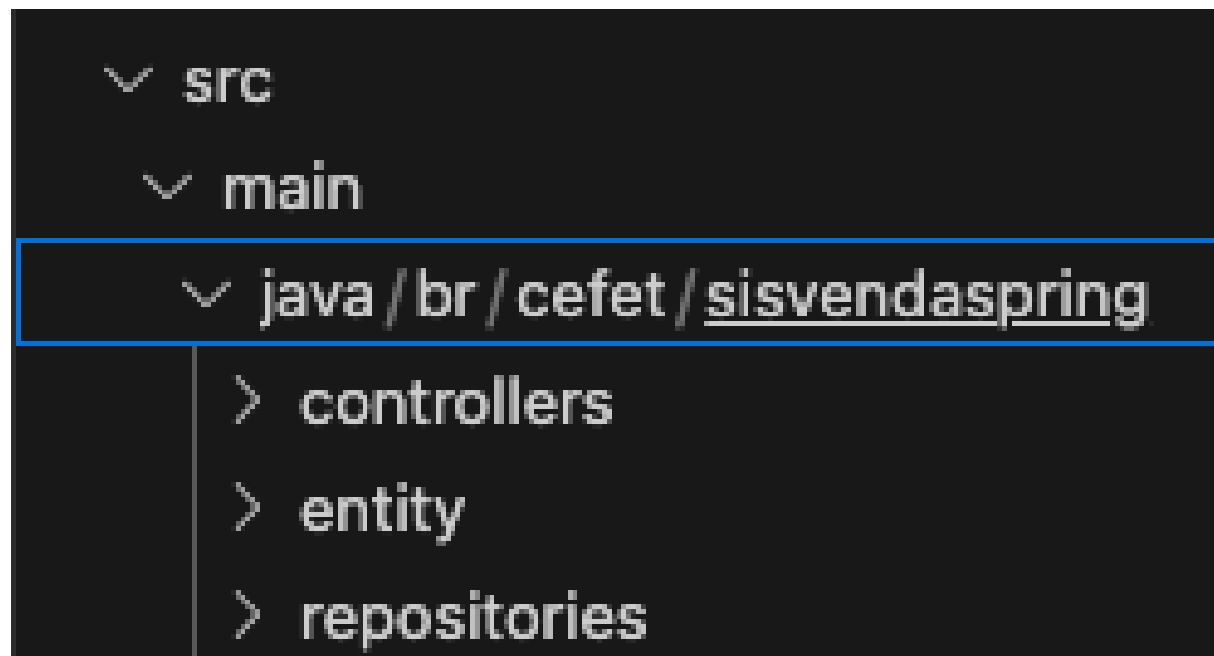 src
main
java/br/cefet/sisvendaspring
controllers
entity
repositories